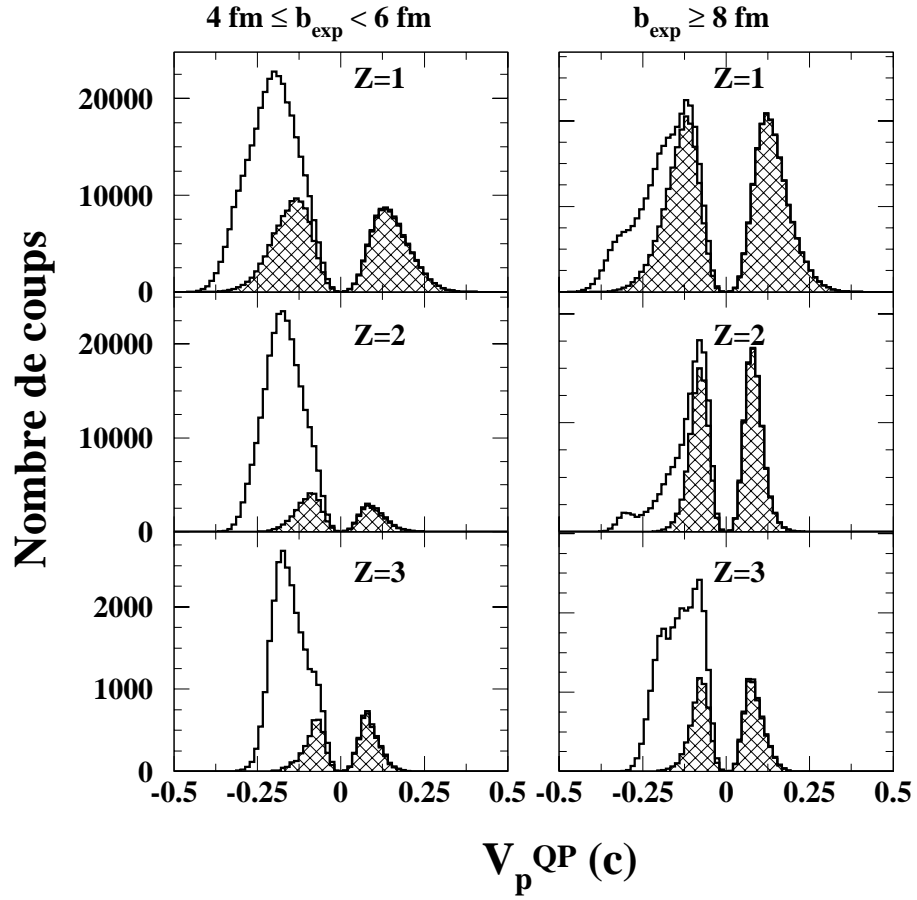 4 fm ≤ b_exp < 6 fm
b_exp ≥ 8 fm
Nombre de coups
Z=1
Z=1
20000
10000
0
Z=2
Z=2
20000
10000
0
Z=3
Z=3
2000
1000
0
-0.5 -0.25 0 0.25 0.5
-0.5 -0.25 0 0.25 0.5
V_p^QP (c)